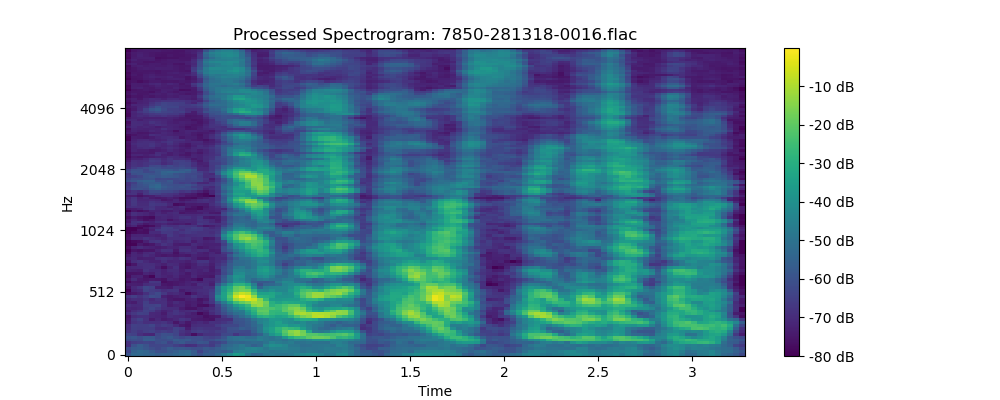 Processed Spectrogram: 7850-281318-0016.flac
Hz
4096
2048
1024
512
0
0 0.5 1 1.5 2 2.5 3
Time
-10 dB
-20 dB
-30 dB
-40 dB
-50 dB
-60 dB
-70 dB
-80 dB